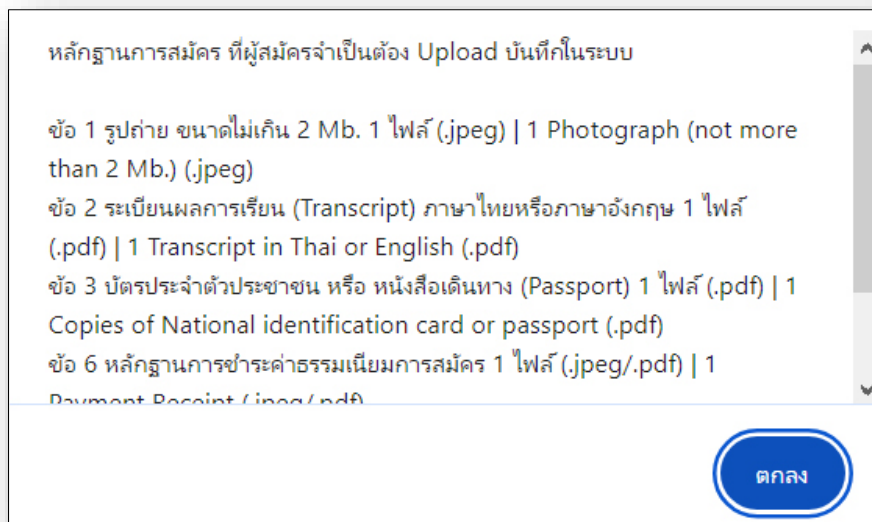 หลักฐานการสมัคร ที่ผู้สมัครจำเป็นต้อง Upload บันทึกในระบบ
ข้อ 1 รูปถ่าย ขนาดไม่เกิน 2 Mb. 1 ไฟล์ (.jpeg) | 1 Photograph (not more
than 2 Mb.) (.jpeg)
ข้อ 2 ระเบียนผลการเรียน (Transcript) ภาษาไทยหรือภาษาอังกฤษ 1 ไฟล์
(.pdf) | 1 Transcript in Thai or English (.pdf)
ข้อ 3 บัตรประจำตัวประชาชน หรือ หนังสือเดินทาง (Passport) 1 ไฟล์ (.pdf) | 1
Copies of National identification card or passport (.pdf)
ข้อ 6 หลักฐานการชำระค่าธรรมเนียมการสมัคร 1 ไฟล์ (.jpeg/.pdf) | 1
Payment Receipt (.jpeg/.pdf)
ตกลง